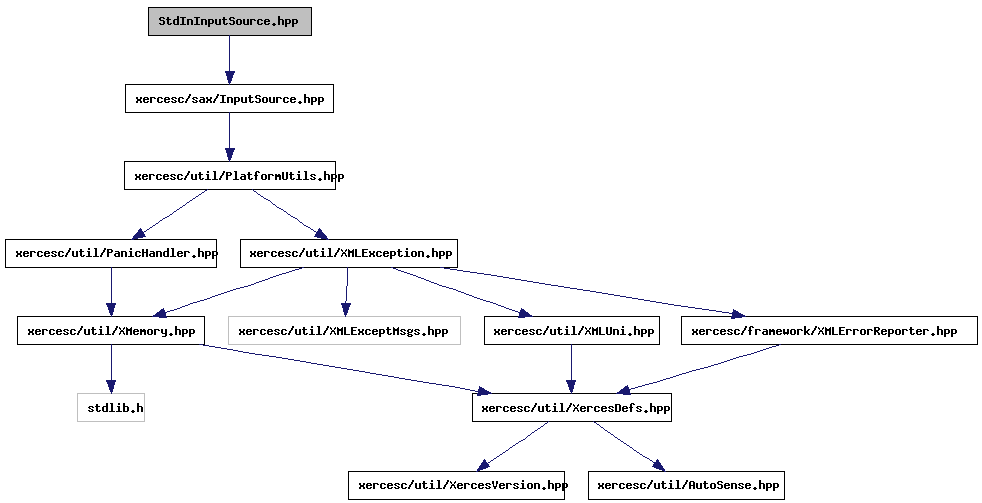 StdInInputSource.hpp
xercesc/sax/InputSource.hpp
xercesc/util/PlatformUtils.hpp
xercesc/util/PanicHandler.hpp
xercesc/util/XMLException.hpp
xercesc/util/XMemory.hpp
xercesc/util/XMLExceptMsgs.hpp
xercesc/util/XMLUni.hpp
xercesc/framework/XMLErrorReporter.hpp
stdlib.h
xercesc/util/XercesDefs.hpp
xercesc/util/XercesVersion.hpp
xercesc/util/AutoSense.hpp